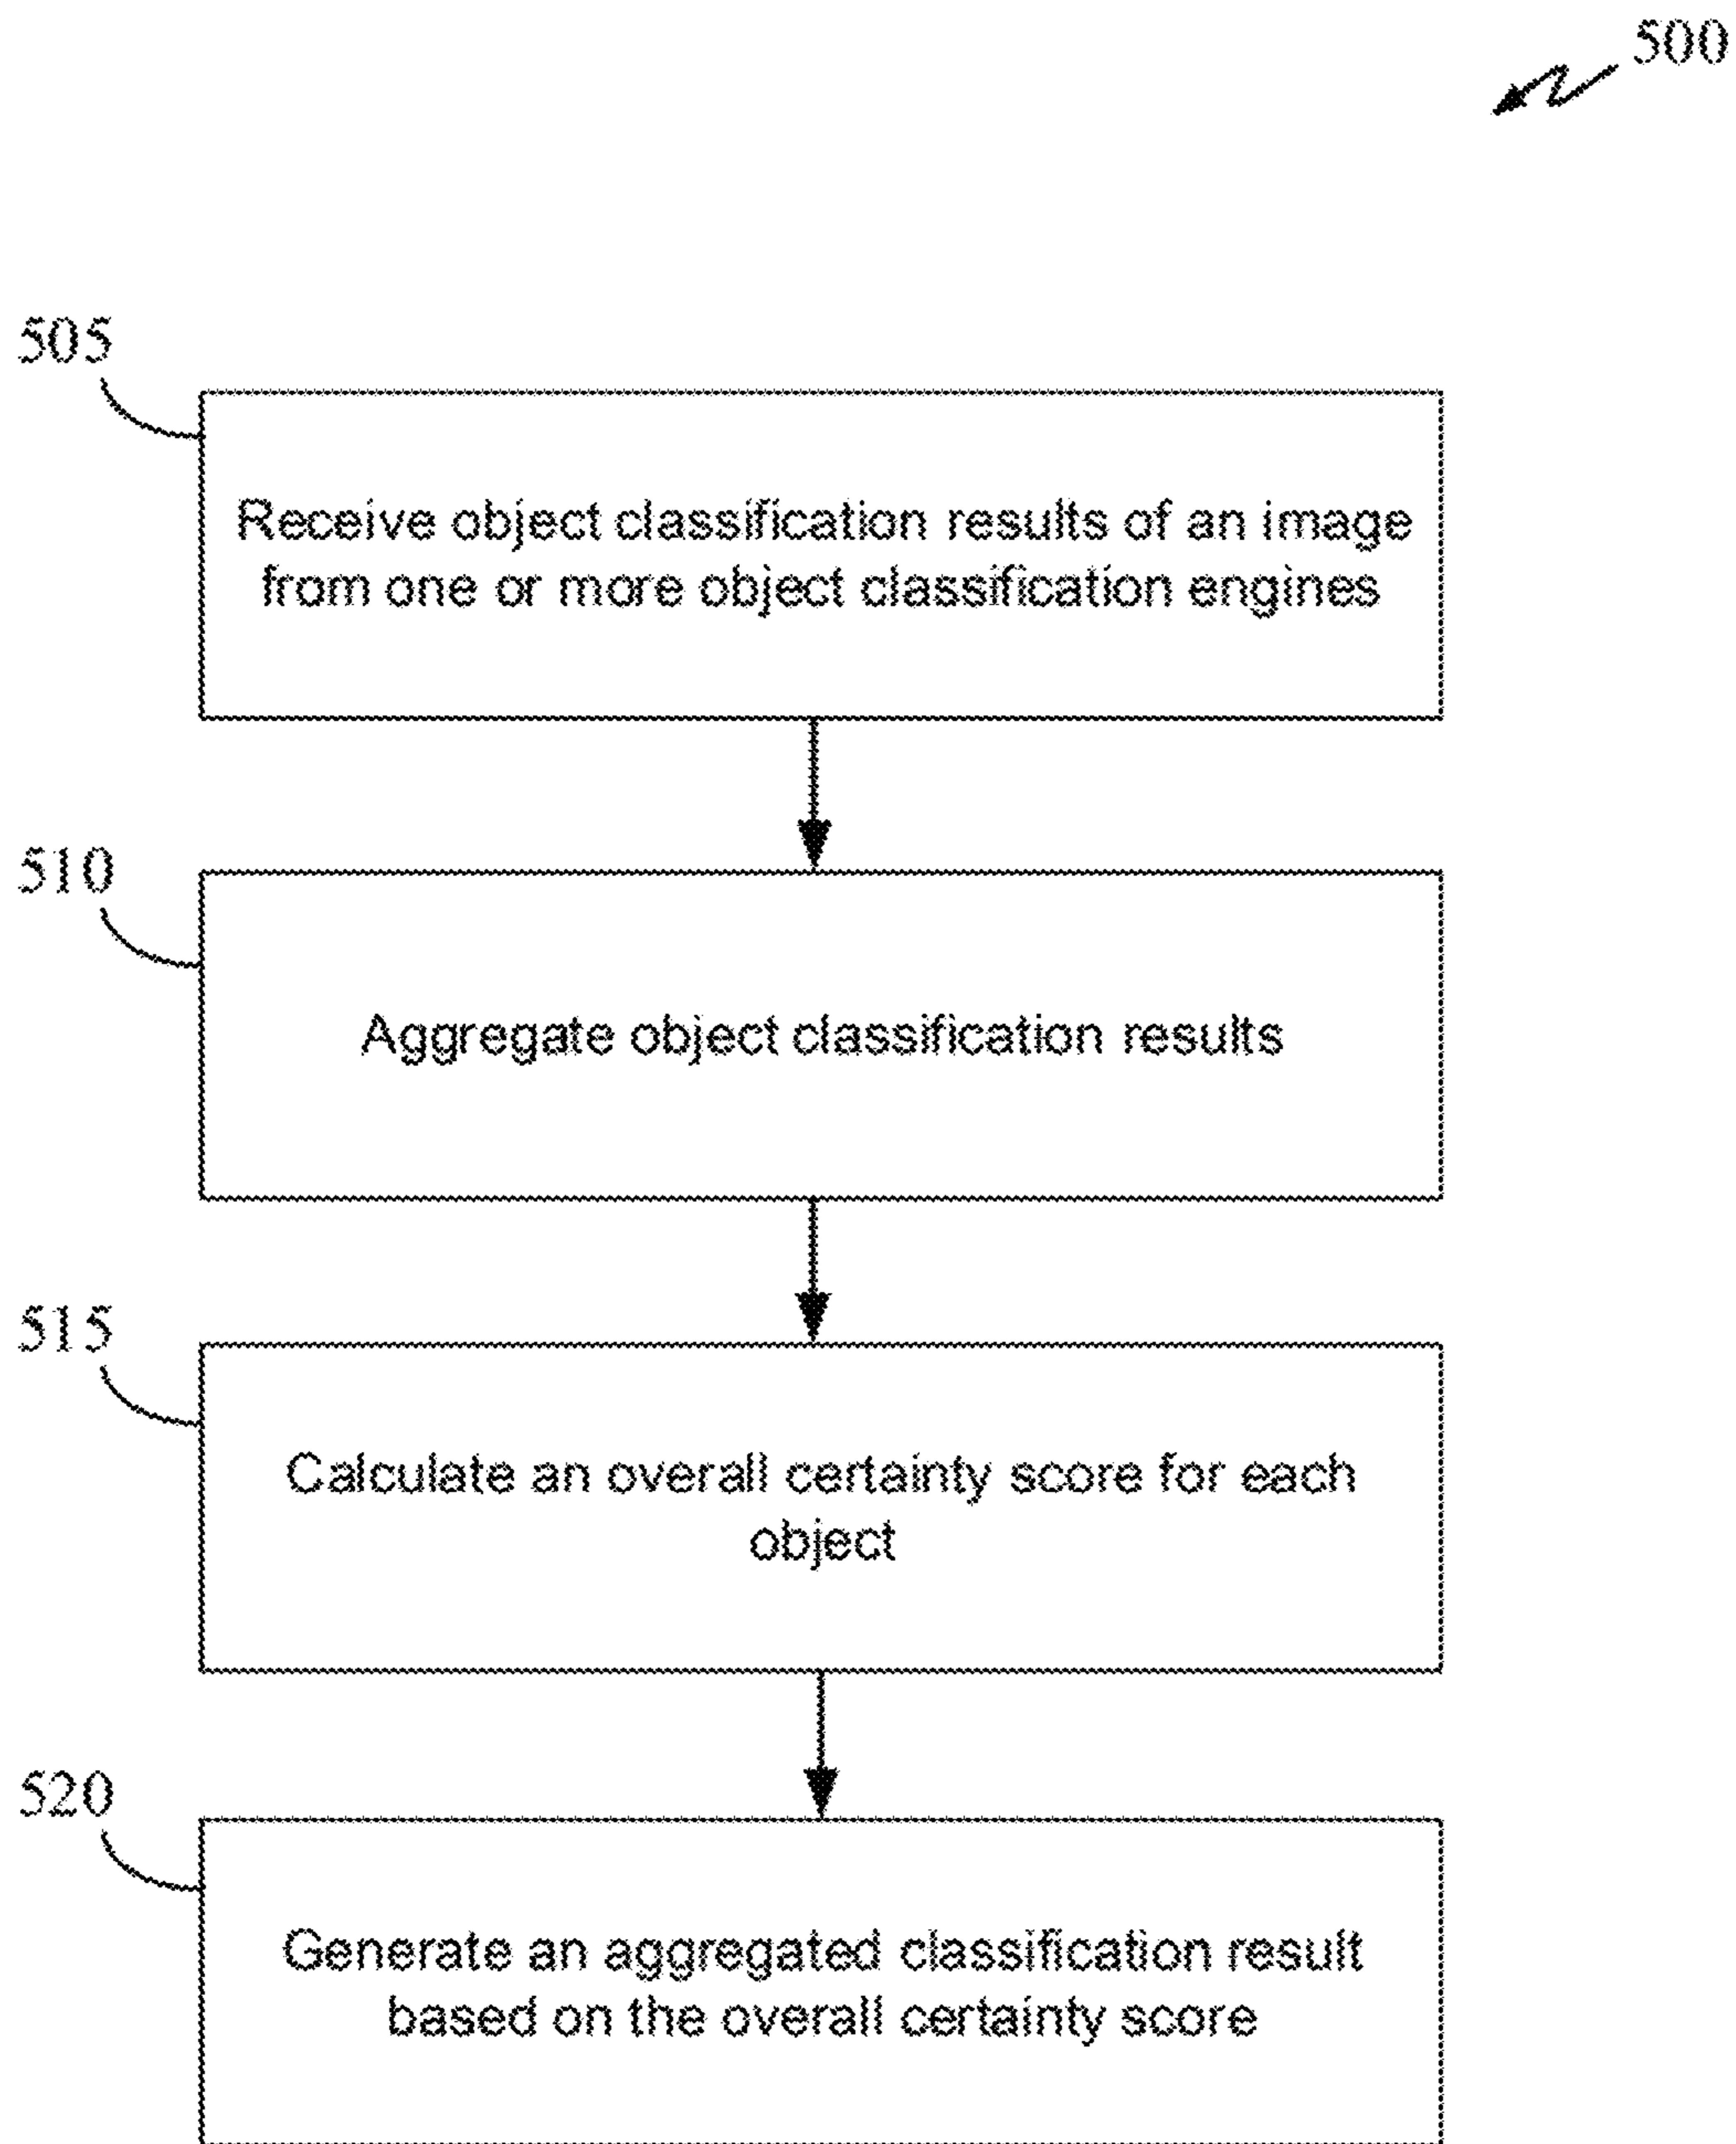 500
505
Receive object classification results of an image
from one or more object classification engines
510
Aggregate object classification results
515
Calculate an overall certainty score for each
object
520
Generate an aggregated classification result
based on the overall certainty score